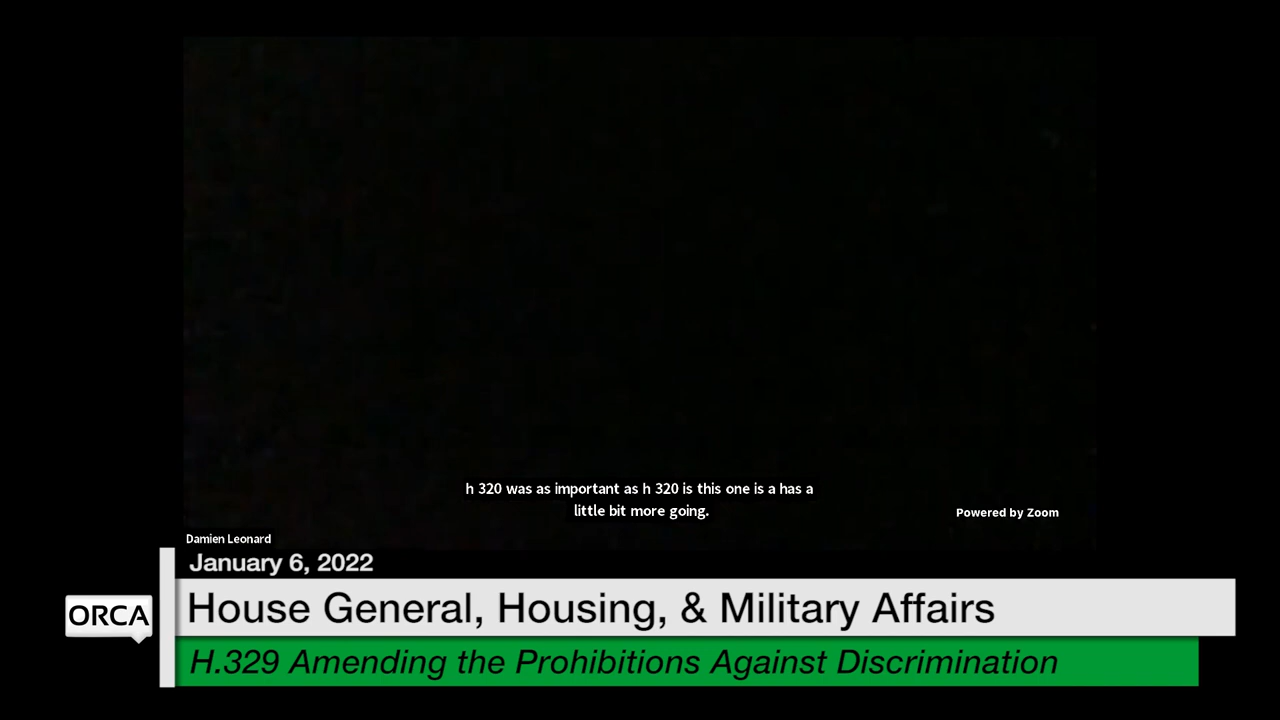 h 320 was as important as h 320 is this one is a has a
little bit more going.
Powered by Zoom
Damien Leonard
January 6, 2022
ORCA
House General, Housing, & Military Affairs
H.329 Amending the Prohibitions Against Discrimination